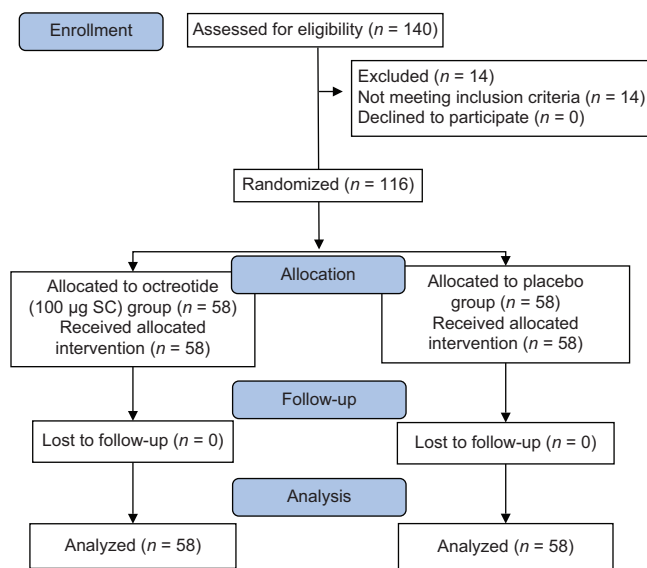 Enrollment
Assessed for eligibility (n = 140)
Excluded (n = 14)
Not meeting inclusion criteria (n = 14)
Declined to participate (n = 0)
Randomized (n = 116)
Allocation
Allocated to octreotide
(100 µg SC) group (n = 58)
Received allocated
intervention (n = 58)
Allocated to placebo
group (n = 58)
Received allocated
intervention (n = 58)
Follow-up
Lost to follow-up (n = 0)
Lost to follow-up (n = 0)
Analysis
Analyzed (n = 58)
Analyzed (n = 58)